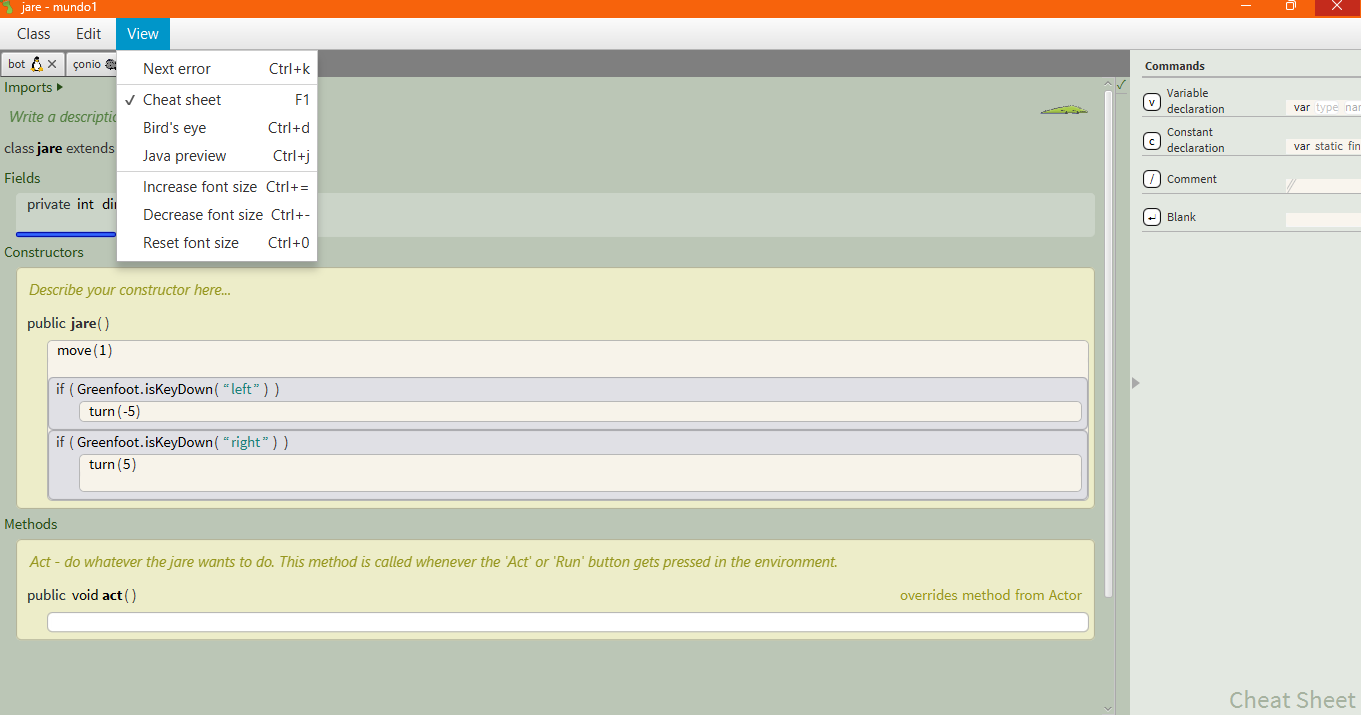 jare - mundo1
Class Edit View
bot çonio
Next error Ctrl+k
Cheat sheet F1
Bird's eye Ctrl+d
Java preview Ctrl+j
Increase font size Ctrl+=
Decrease font size Ctrl+-
Reset font size Ctrl+0
Imports
Write a descriptio
class jare extends
Fields
private int dir
Constructors
Describe your constructor here...
public jare()
move(1)
if ( Greenfoot.isKeyDown( “left” ) )
turn(-5)
if ( Greenfoot.isKeyDown( “right” ) )
turn(5)
Methods
Act - do whatever the jare wants to do. This method is called whenever the 'Act' or 'Run' button gets pressed in the environment.
public void act() overrides method from Actor
Commands
v Variable declaration var type nam
c Constant declaration var static fin
/ Comment //
Blank
Cheat Sheet